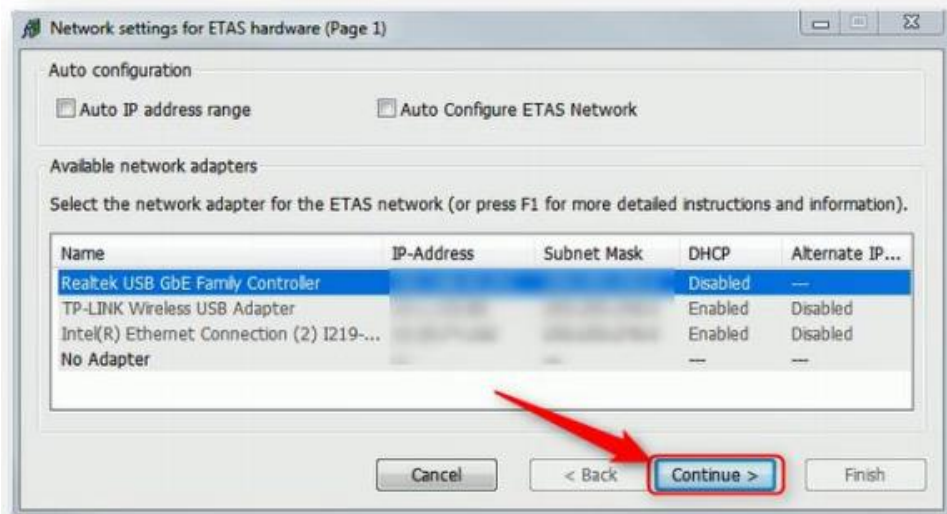 Network settings for ETAS hardware (Page 1)
Auto configuration
Auto IP address range Auto Configure ETAS Network
Available network adapters
Select the network adapter for the ETAS network (or press F1 for more detailed instructions and information).
Name IP-Address Subnet Mask DHCP Alternate IP...
Realtek USB GbE Family Controller Disabled ---
TP-LINK Wireless USB Adapter Enabled Disabled
Intel(R) Ethernet Connection (2) I219-... Enabled Disabled
No Adapter --- ---
Cancel < Back Continue > Finish